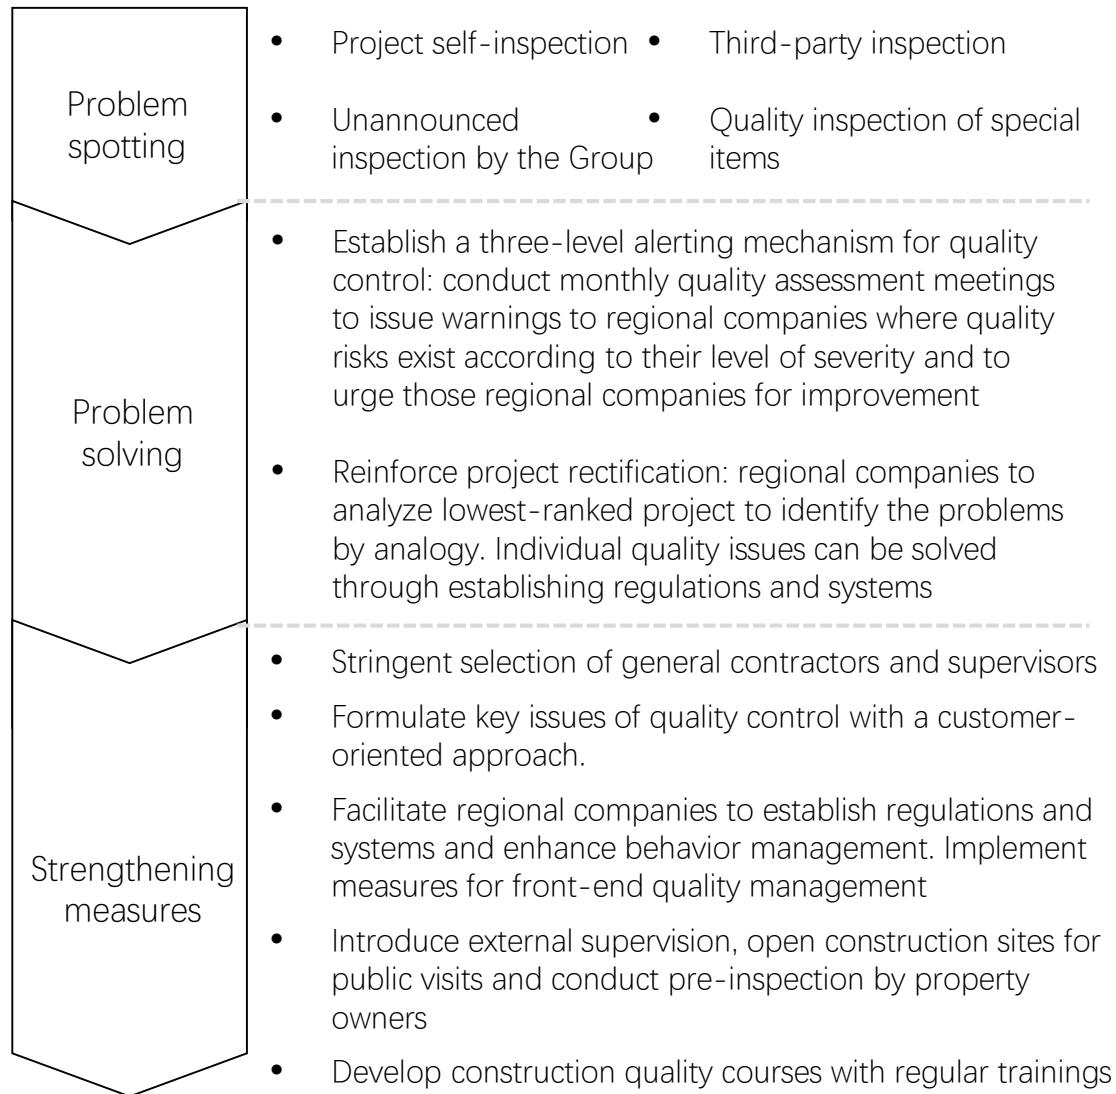 Problem
spotting
• Project self-inspection
• Third-party inspection
• Unannounced
inspection by the Group
• Quality inspection of special
items
Problem
solving
• Establish a three-level alerting mechanism for quality
control: conduct monthly quality assessment meetings
to issue warnings to regional companies where quality
risks exist according to their level of severity and to
urge those regional companies for improvement
• Reinforce project rectification: regional companies to
analyze lowest-ranked project to identify the problems
by analogy. Individual quality issues can be solved
through establishing regulations and systems
Strengthening
measures
• Stringent selection of general contractors and supervisors
• Formulate key issues of quality control with a customer-
oriented approach.
• Facilitate regional companies to establish regulations and
systems and enhance behavior management. Implement
measures for front-end quality management
• Introduce external supervision, open construction sites for
public visits and conduct pre-inspection by property
owners
• Develop construction quality courses with regular trainings